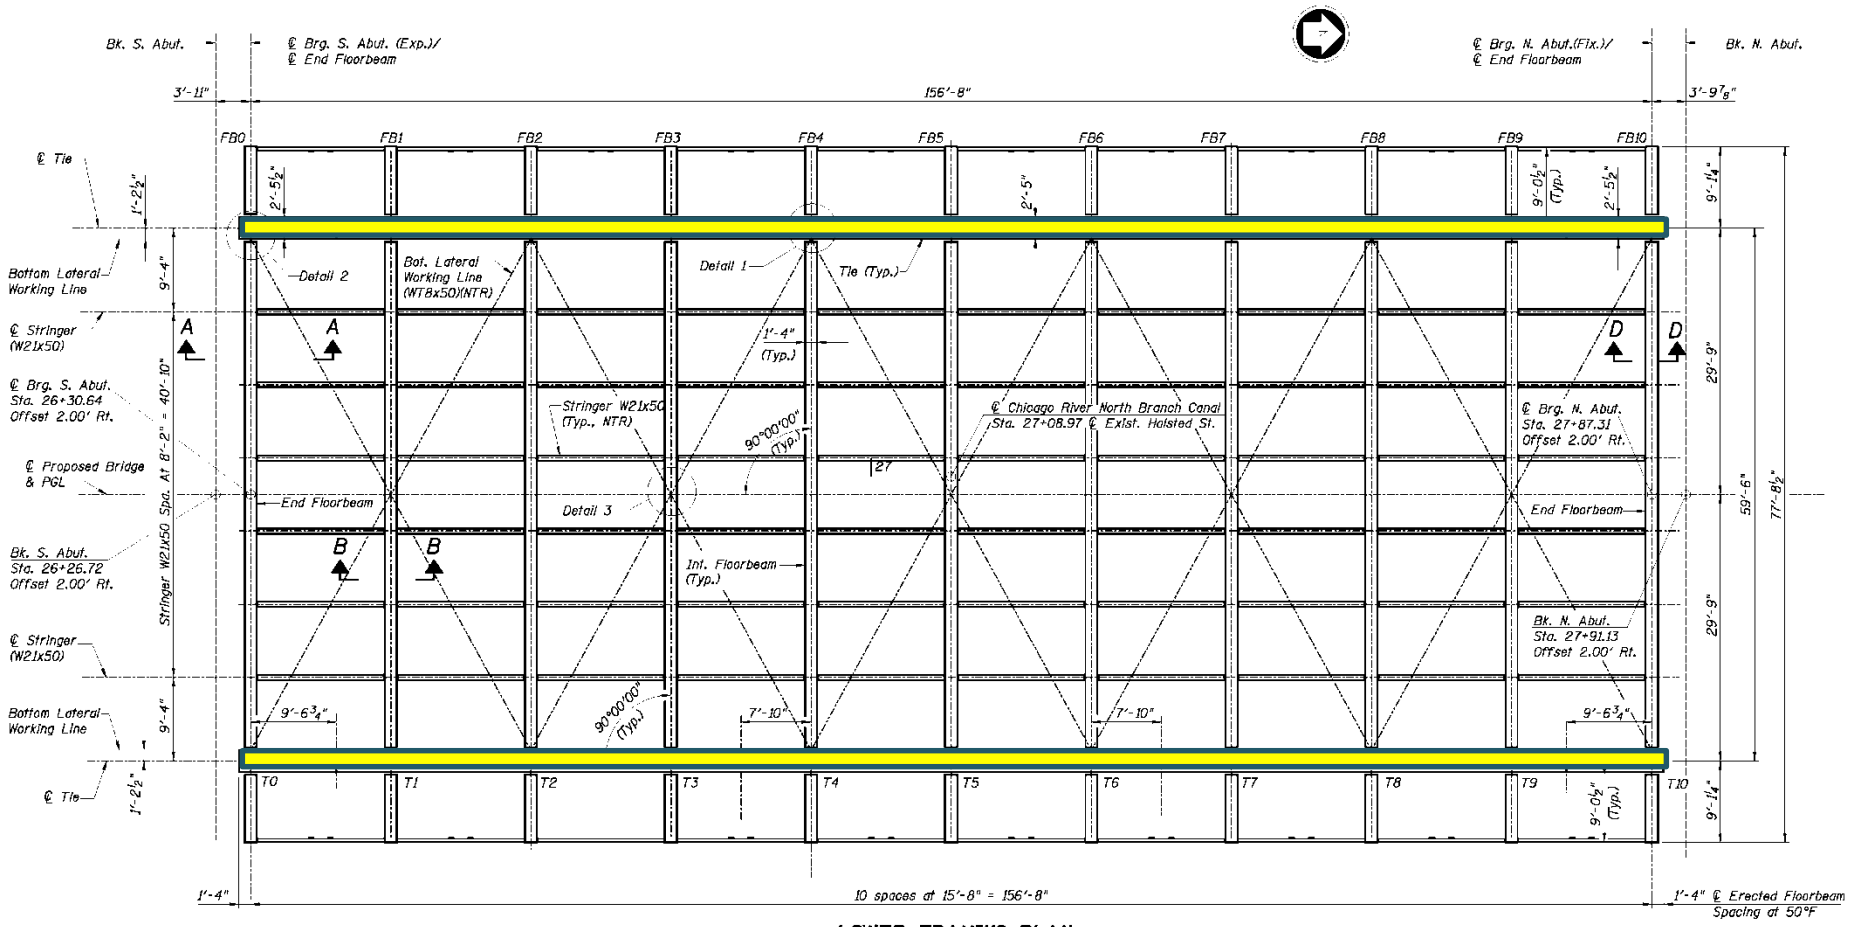 Bk. S. Abut.
℄ Brg. S. Abut. (Exp.)/
℄ End Floorbeam
℄ Brg. N. Abut.(Fix.)/
℄ End Floorbeam
Bk. N. Abut.
3'-11"
156'-8"
3'-9⅞"
FB0
FB1
FB2
FB3
FB4
FB5
FB6
FB7
FB8
FB9
FB10
℄ Tie
1'-2½"
2'-5½"
2'-5"
9'-0½"
(Typ.)
2'-5½"
9'-1¼"
Bottom Lateral
Working Line
9'-4"
Detail 2
Bot. Lateral
Working Line
(WT8x50)(NTR)
Detail 1
Tie (Typ.)
℄ Stringer
(W21x50)
A
A
1'-4"
(Typ.)
D
D
29'-9"
℄ Brg. S. Abut.
Sta. 26+30.64
Offset 2.00' Rt.
Stringer W21x50 Spa. At 8'-2" = 40'-10"
Stringer W21x50
(Typ., NTR)
90°00'00"
(Typ.)
℄ Chicago River North Branch Canal
Sta. 27+08.97 ℄ Exist. Halsted St.
℄ Brg. N. Abut.
Sta. 27+87.31
Offset 2.00' Rt.
℄ Proposed Bridge
& PGL
27
End Floorbeam
Detail 3
End Floorbeam
59'-6"
77'-8½"
Bk. S. Abut.
Sta. 26+26.72
Offset 2.00' Rt.
B
B
Int. Floorbeam
(Typ.)
℄ Stringer
(W21x50)
Bk. N. Abut.
Sta. 27+91.13
Offset 2.00' Rt.
29'-9"
Bottom Lateral
Working Line
9'-4"
9'-6¾"
90°00'00"
(Typ.)
7'-10"
7'-10"
9'-6¾"
℄ Tie
1'-2½"
T0
T1
T2
T3
T4
T5
T6
T7
T8
T9
T10
9'-0½"
(Typ.)
9'-1¼"
1'-4"
10 spaces at 15'-8" = 156'-8"
1'-4"
℄ Erected Floorbeam
Spacing at 50°F
LOWER FRAMING PLAN